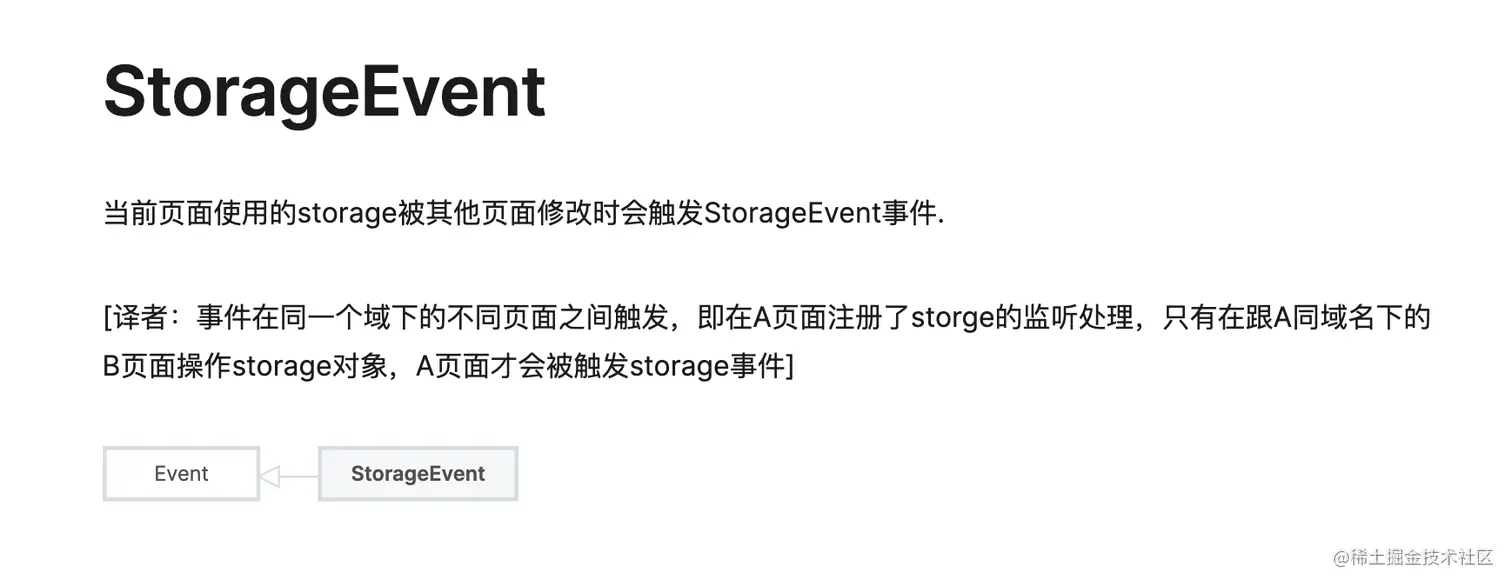 StorageEvent
当前页面使用的storage被其他页面修改时会触发StorageEvent事件.
[译者：事件在同一个域下的不同页面之间触发，即在A页面注册了storge的监听处理，只有在跟A同域名下的
B页面操作storage对象，A页面才会被触发storage事件]
Event
StorageEvent
@稀土掘金技术社区